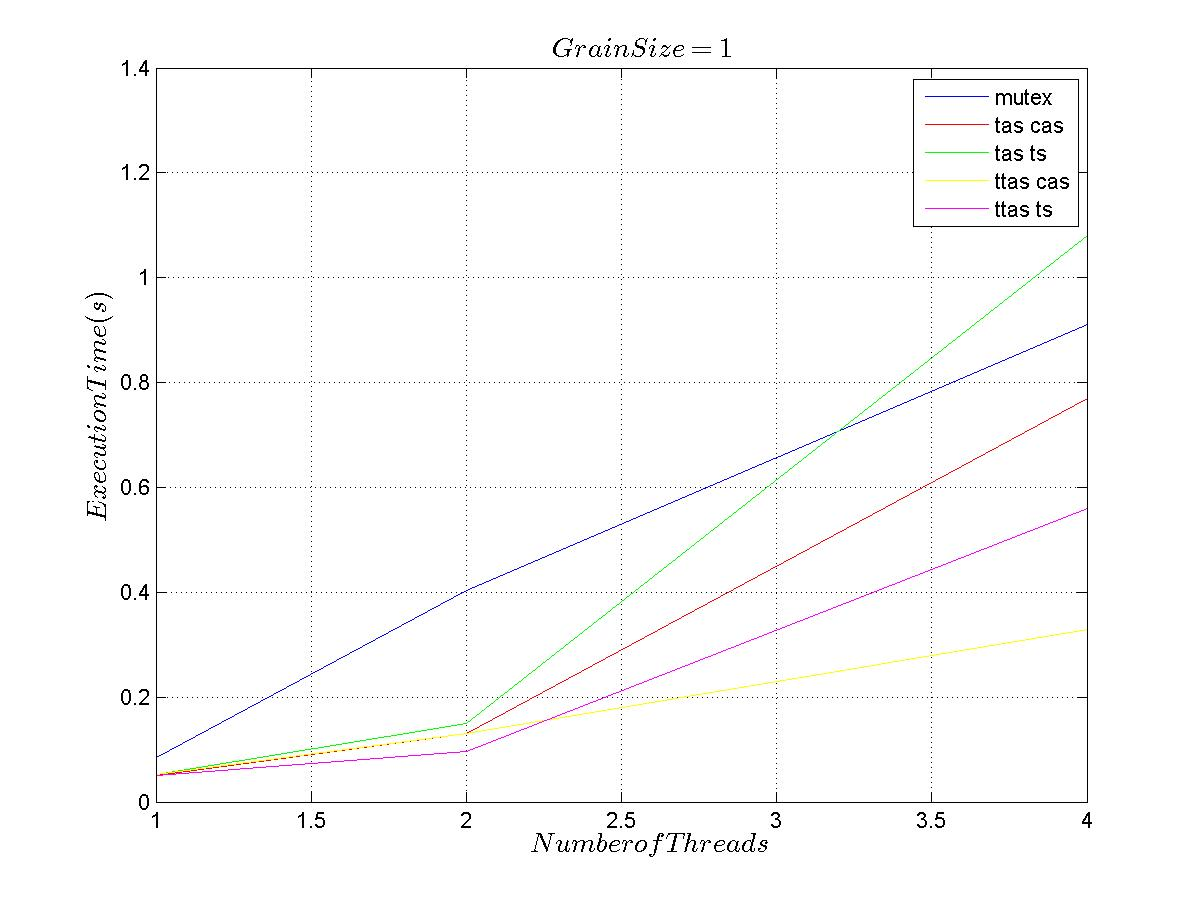 GrainSize = 1
1.4
1.2
1
0.8
0.6
0.4
0.2
0
ExecutionTime(s)
mutex
tas cas
tas ts
ttas cas
ttas ts
1 1.5 2 2.5 3 3.5 4
NumberofThreads